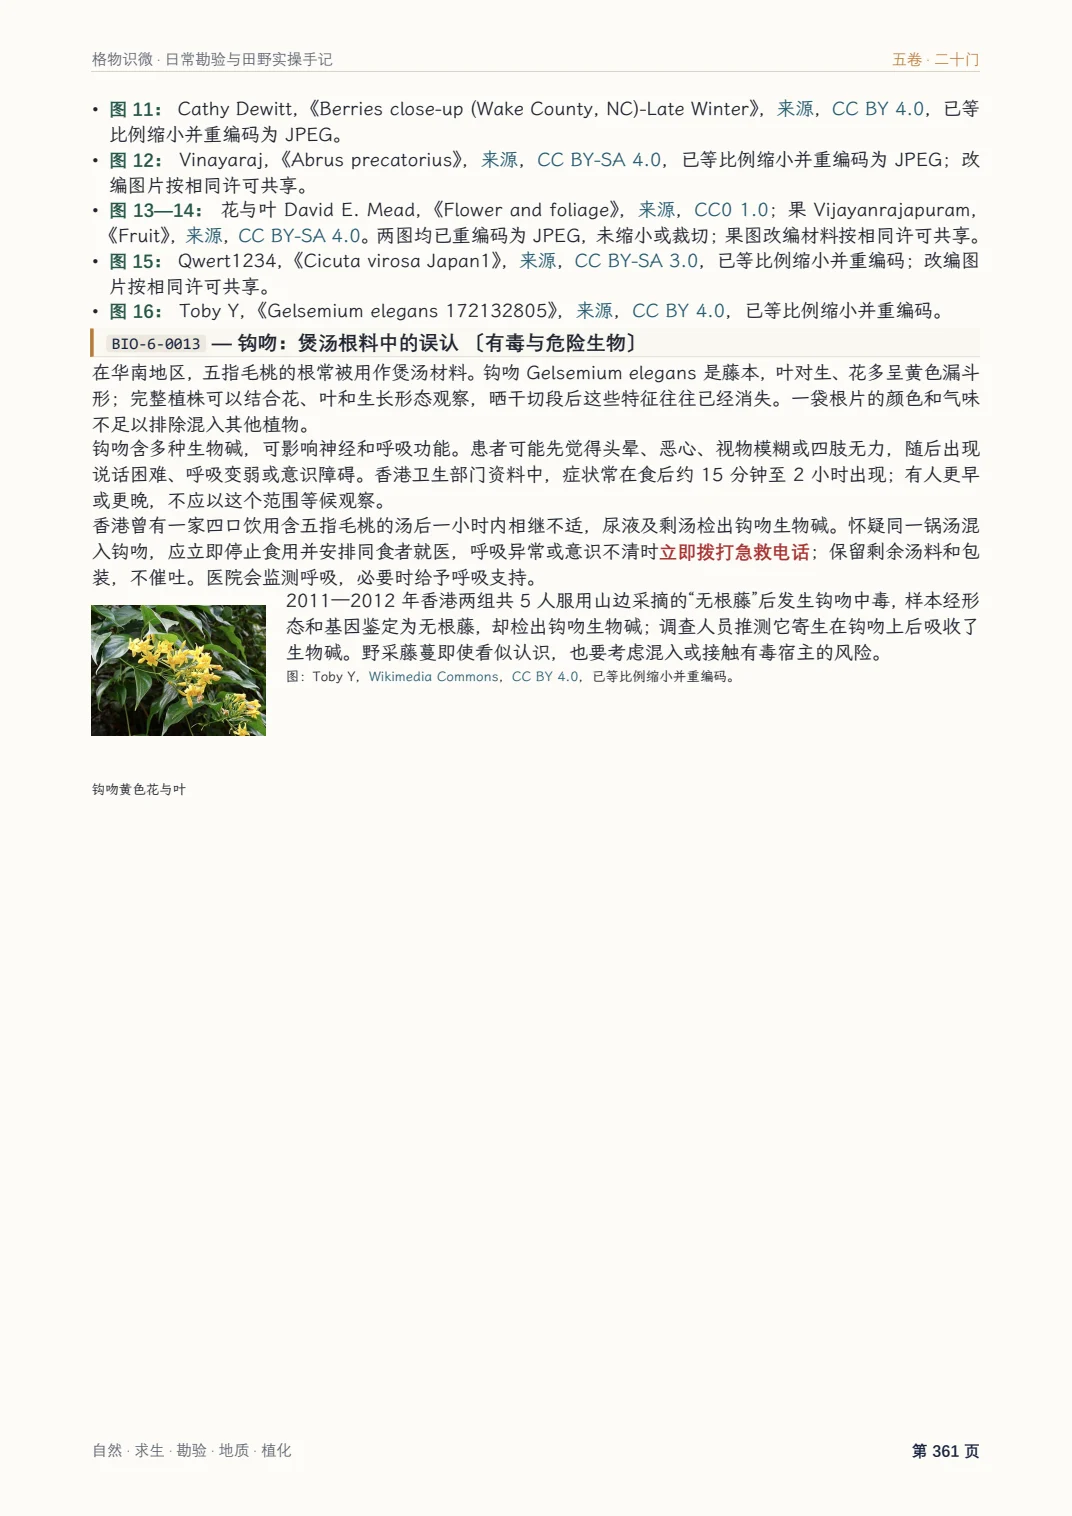 格物识微 · 日常勘验与田野实操手记
五卷 · 二十门
• 图 11： Cathy Dewitt,《Berries close-up (Wake County, NC)-Late Winter》，来源，CC BY 4.0，已等
比例缩小并重编码为 JPEG。
• 图 12： Vinayaraj,《Abrus precatorius》，来源，CC BY-SA 4.0，已等比例缩小并重编码为 JPEG；改
编图片按相同许可共享。
• 图 13—14： 花与叶 David E. Mead,《Flower and foliage》，来源，CC0 1.0；果 Vijayanrajapuram,
《Fruit》，来源，CC BY-SA 4.0。两图均已重编码为 JPEG，未缩小或裁切；果图改编材料按相同许可共享。
• 图 15： Qwert1234,《Cicuta virosa Japan1》，来源，CC BY-SA 3.0，已等比例缩小并重编码；改编图
片按相同许可共享。
• 图 16： Toby Y,《Gelsemium elegans 172132805》，来源，CC BY 4.0，已等比例缩小并重编码。
BIO-6-0013 — 钩吻：煲汤根料中的误认 〔有毒与危险生物〕
在华南地区，五指毛桃的根常被用作煲汤材料。钩吻 Gelsemium elegans 是藤本，叶对生、花多呈黄色漏斗
形；完整植株可以结合花、叶和生长形态观察，晒干切段后这些特征往往已经消失。一袋根片的颜色和气味
不足以排除混入其他植物。
钩吻含多种生物碱，可影响神经和呼吸功能。患者可能先觉得头晕、恶心、视物模糊或四肢无力，随后出现
说话困难、呼吸变弱或意识障碍。香港卫生部门资料中，症状常在食后约 15 分钟至 2 小时出现；有人更早
或更晚，不应以这个范围等候观察。
香港曾有一家四口饮用含五指毛桃的汤后一小时内相继不适，尿液及剩汤检出钩吻生物碱。怀疑同一锅汤混
入钩吻，应立即停止食用并安排同食者就医，呼吸异常或意识不清时立即拨打急救电话；保留剩余汤料和包
装，不催吐。医院会监测呼吸，必要时给予呼吸支持。
2011—2012 年香港两组共 5 人服用山边采摘的“无根藤”后发生钩吻中毒，样本经形
态和基因鉴定为无根藤，却检出钩吻生物碱；调查人员推测它寄生在钩吻上后吸收了
生物碱。野采藤蔓即使看似认识，也要考虑混入或接触有毒宿主的风险。
图：Toby Y，Wikimedia Commons，CC BY 4.0，已等比例缩小并重编码。
钩吻黄色花与叶
自然 · 求生 · 勘验 · 地质 · 植化
第 361 页